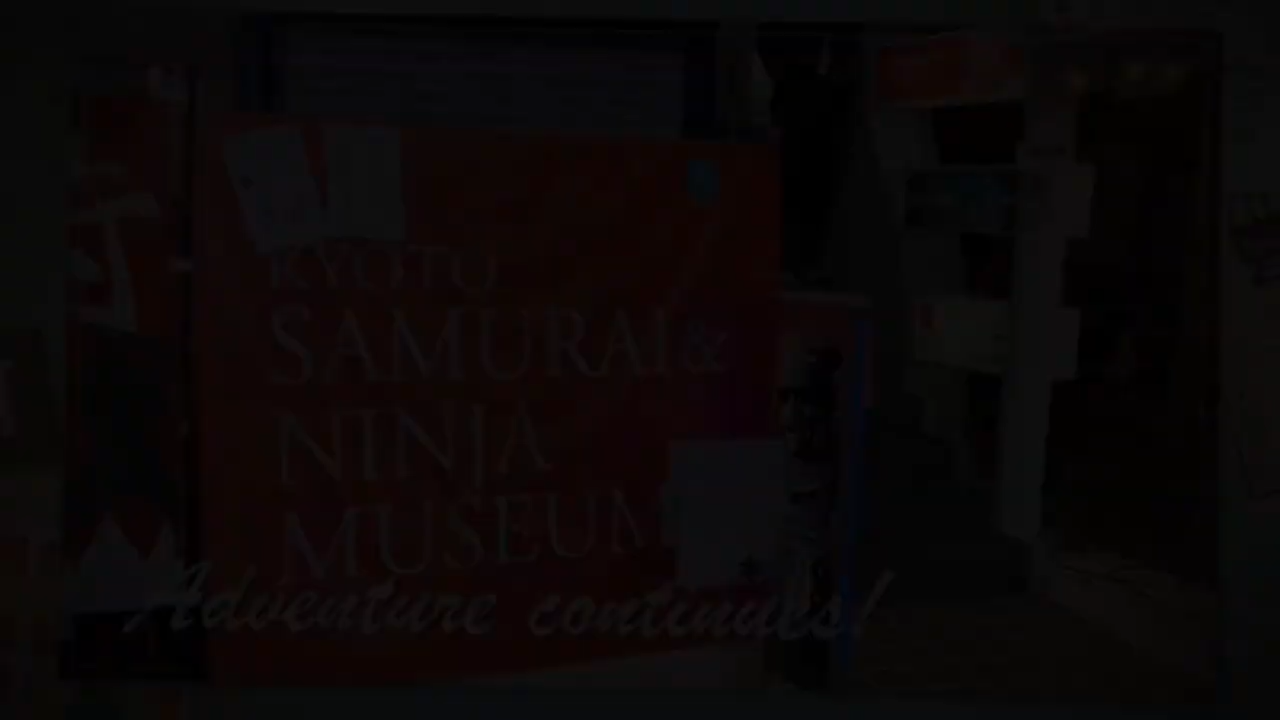 KYOTO
SAMURAI &
NINJA
MUSEUM
Adventure continues!